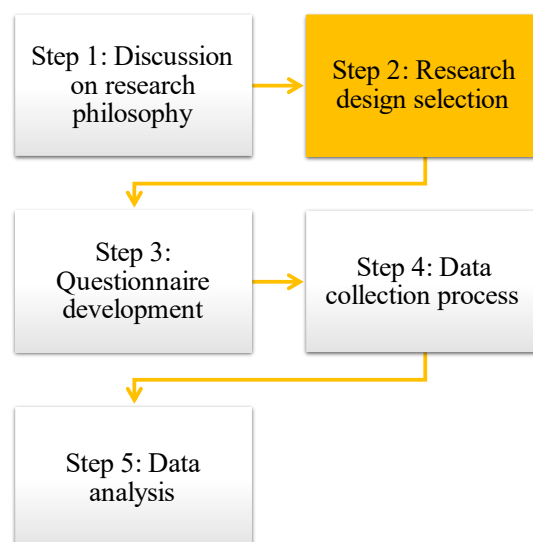 Step 1: Discussion
on research
philosophy
Step 2: Research
design selection
Step 3:
Questionnaire
development
Step 4: Data
collection process
Step 5: Data
analysis